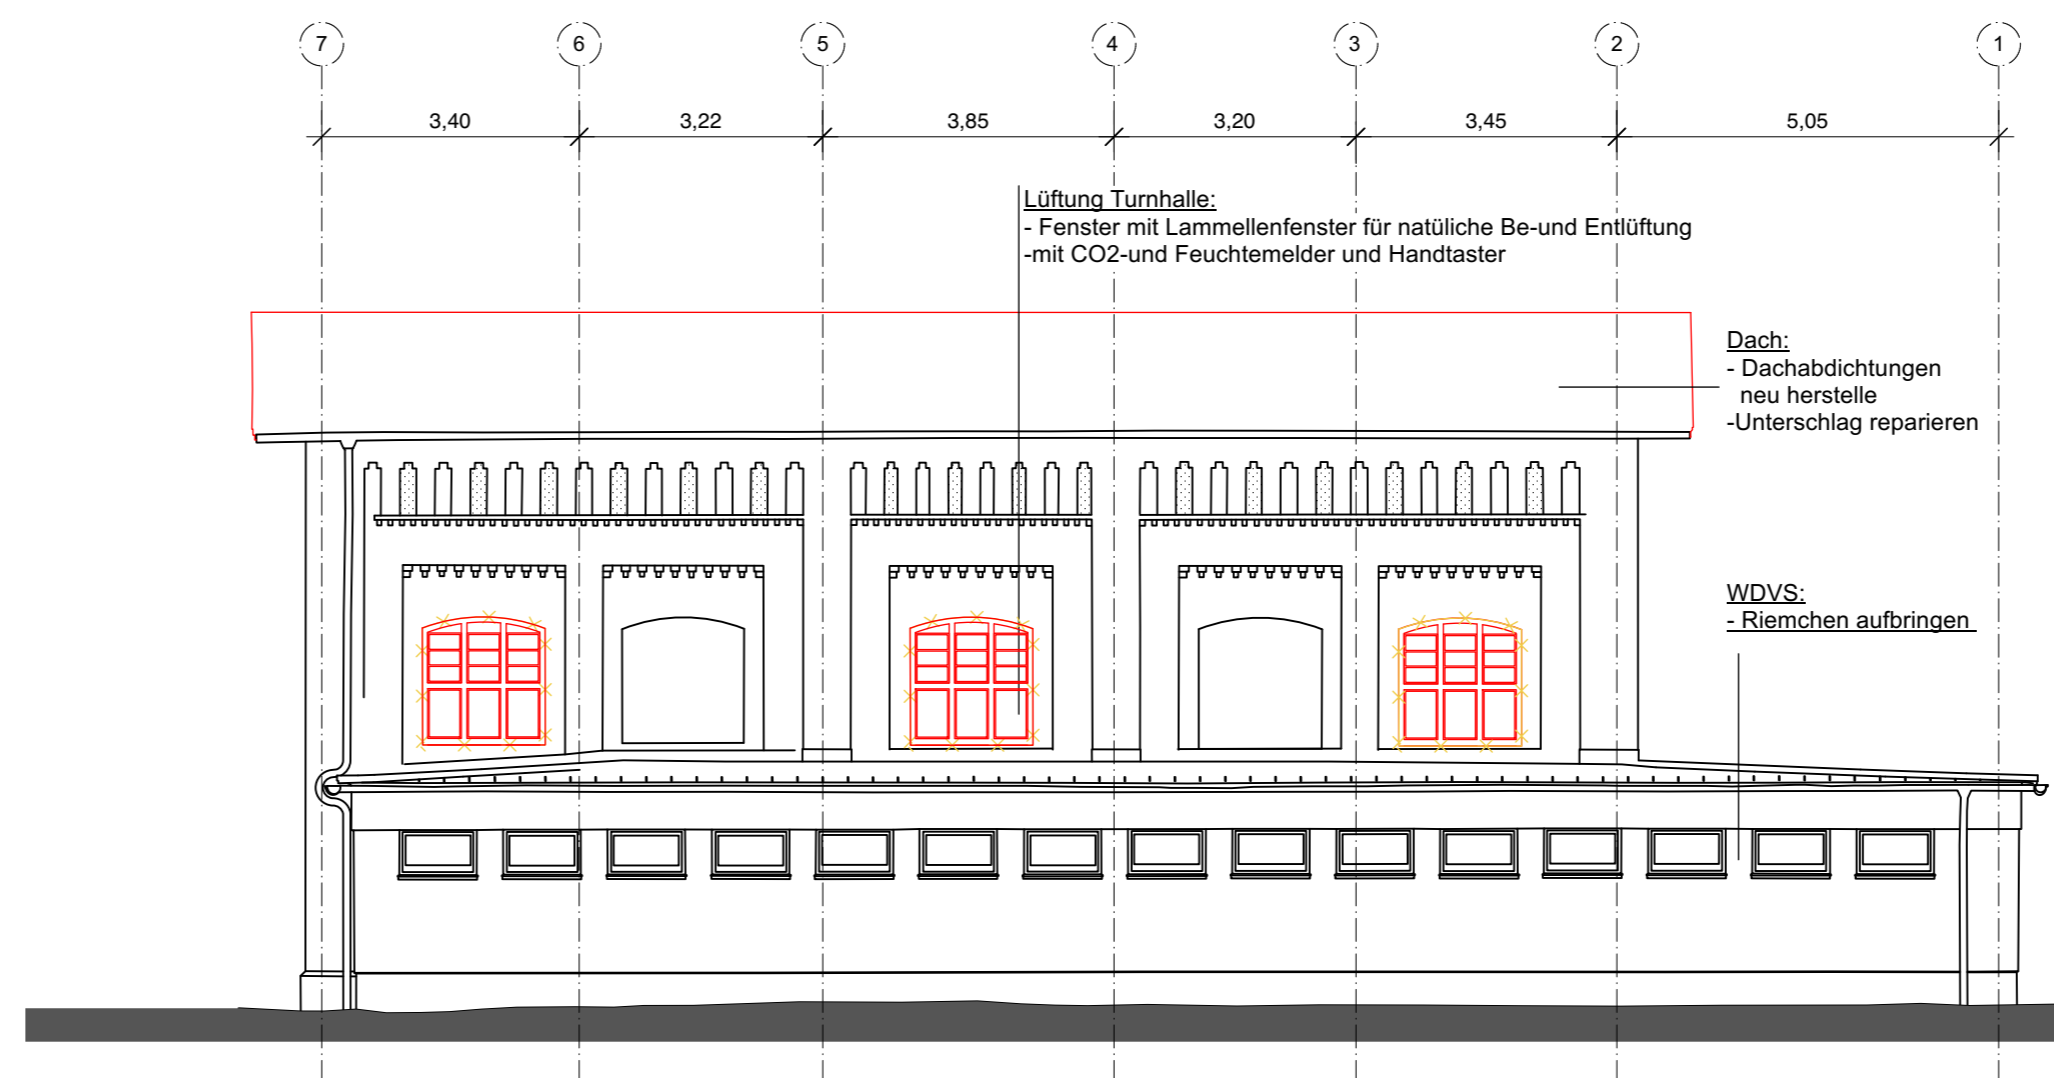 7 6 5 4 3 2 1
3,40 3,22 3,85 3,20 3,45 5,05
Lüftung Turnhalle:
- Fenster mit Lammellenfenster für natüliche Be-und Entlüftung
-mit CO2-und Feuchtemelder und Handtaster
Dach:
- Dachabdichtungen
neu herstelle
-Unterschlag reparieren
WDVS:
- Riemchen aufbringen